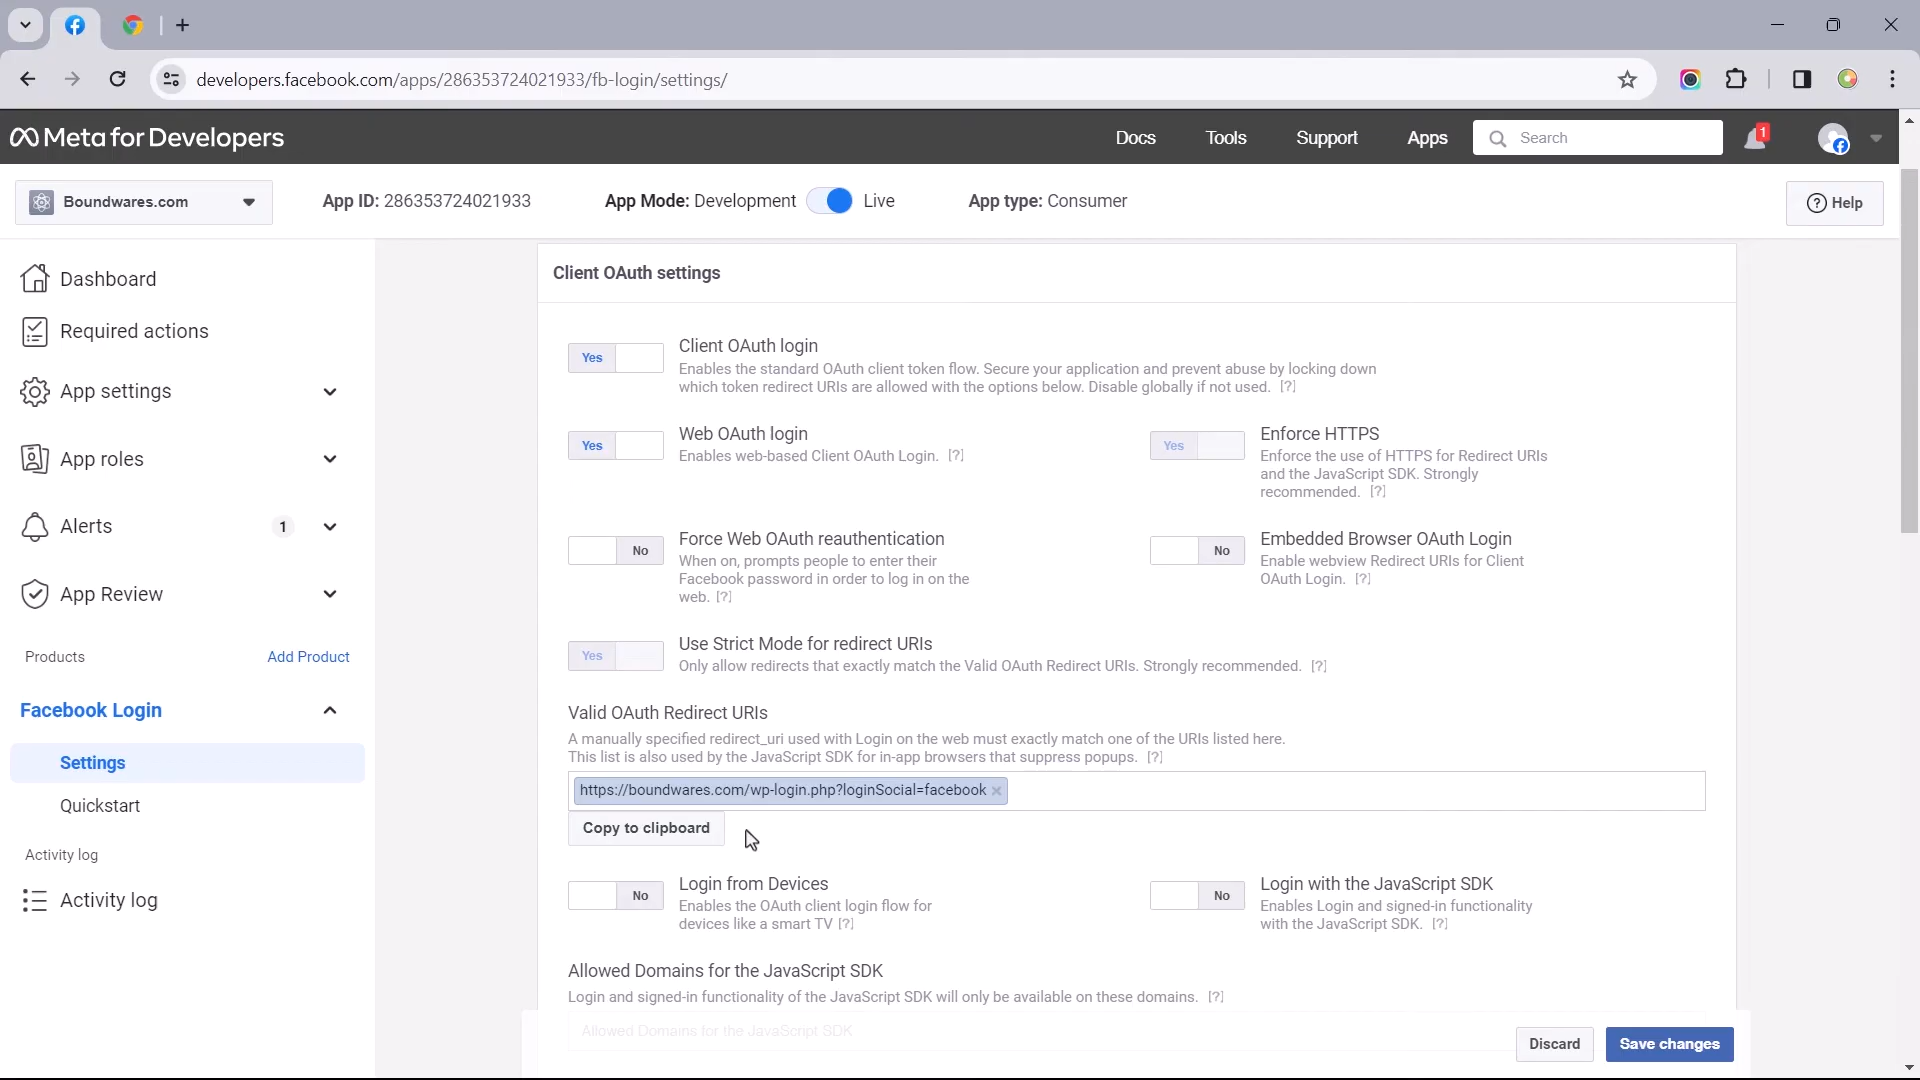 developers.facebook.com/apps/286353724021933/fb-login/settings/
Meta for Developers
Docs
Tools
Support
Apps
Search
1
Boundwares.com
App ID: 286353724021933
App Mode: Development
Live
App type: Consumer
Help
Dashboard
Required actions
App settings
App roles
Alerts
1
App Review
Products
Add Product
Facebook Login
Settings
Quickstart
Activity log
Activity log
Client OAuth settings
Yes
Client OAuth login
Enables the standard OAuth client token flow. Secure your application and prevent abuse by locking down
which token redirect URIs are allowed with the options below. Disable globally if not used. [?]
Yes
Web OAuth login
Enables web-based Client OAuth Login. [?]
Yes
Enforce HTTPS
Enforce the use of HTTPS for Redirect URIs
and the JavaScript SDK. Strongly
recommended. [?]
No
Force Web OAuth reauthentication
When on, prompts people to enter their
Facebook password in order to log in on the
web. [?]
No
Embedded Browser OAuth Login
Enable webview Redirect URIs for Client
OAuth Login. [?]
Yes
Use Strict Mode for redirect URIs
Only allow redirects that exactly match the Valid OAuth Redirect URIs. Strongly recommended. [?]
Valid OAuth Redirect URIs
A manually specified redirect_uri used with Login on the web must exactly match one of the URIs listed here.
This list is also used by the JavaScript SDK for in-app browsers that suppress popups. [?]
https://boundwares.com/wp-login.php?loginSocial=facebook
Copy to clipboard
No
Login from Devices
Enables the OAuth client login flow for
devices like a smart TV [?]
No
Login with the JavaScript SDK
Enables Login and signed-in functionality
with the JavaScript SDK. [?]
Allowed Domains for the JavaScript SDK
Login and signed-in functionality of the JavaScript SDK will only be available on these domains. [?]
Allowed Domains for the JavaScript SDK
Discard
Save changes